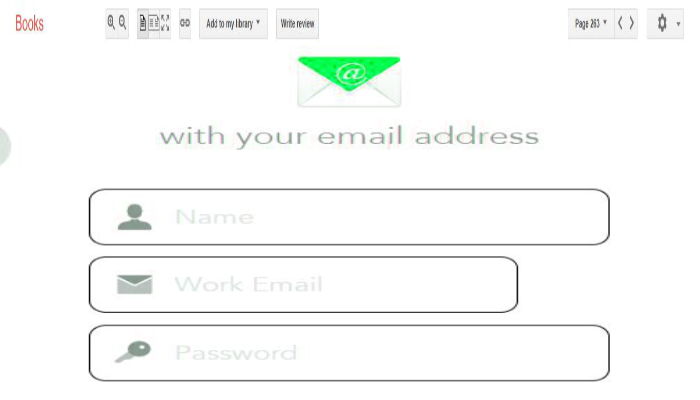 Books
Add to my library
Write review
Page 263
@
with your email address
Name
Work Email
Password